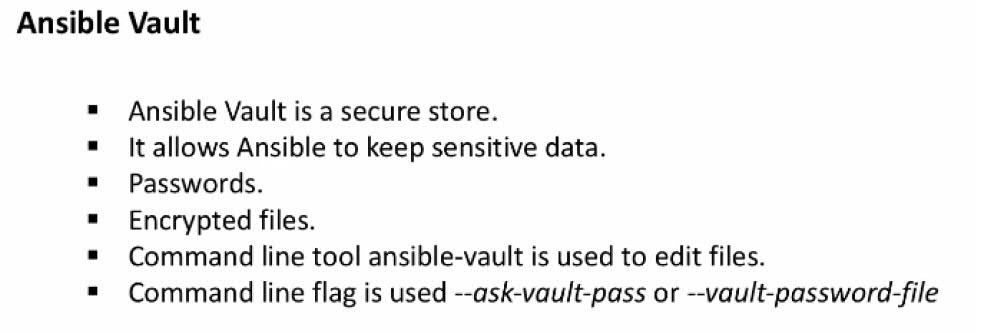 Ansible Vault
▪ Ansible Vault is a secure store.
▪ It allows Ansible to keep sensitive data.
▪ Passwords.
▪ Encrypted files.
▪ Command line tool ansible-vault is used to edit files.
▪ Command line flag is used --ask-vault-pass or --vault-password-file